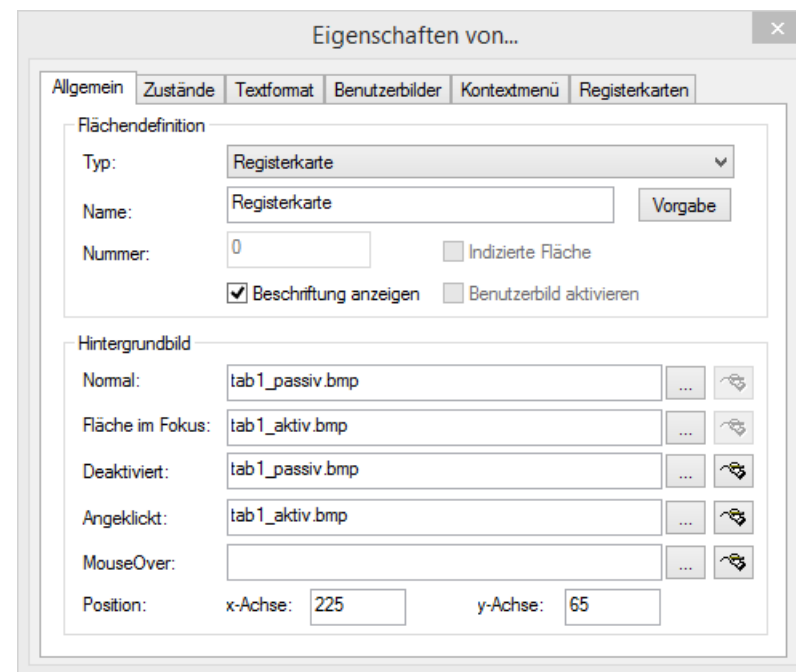 Eigenschaften von...
Allgemein Zustände Textformat Benutzerbilder Kontextmenü Registerkarten
Flächendefinition
Typ: Registerkarte
Name: Registerkarte Vorgabe
Nummer: 0 Indizierte Fläche
Beschriftung anzeigen Benutzerbild aktivieren
Hintergrundbild
Normal: tab1_passiv.bmp ...
Fläche im Fokus: tab1_aktiv.bmp ...
Deaktiviert: tab1_passiv.bmp ...
Angeklickt: tab1_aktiv.bmp ...
MouseOver: ...
Position: x-Achse: 225 y-Achse: 65